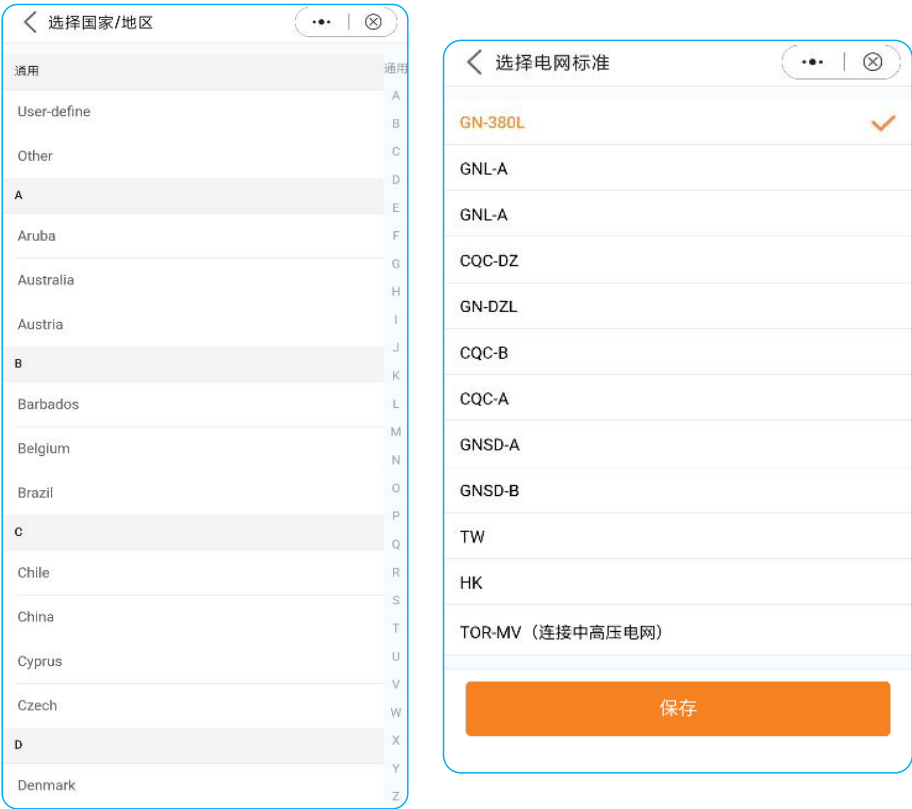 选择国家/地区
通用
User-define
Other
A
Aruba
Australia
Austria
B
Barbados
Belgium
Brazil
C
Chile
China
Cyprus
Czech
D
Denmark
通用
A
B
C
D
E
F
G
H
I
J
K
L
M
N
O
P
Q
R
S
T
U
V
W
X
Y
Z
选择电网标准
GN-380L
GNL-A
GNL-A
CQC-DZ
GN-DZL
CQC-B
CQC-A
GNSD-A
GNSD-B
TW
HK
TOR-MV（连接中高压电网）
保存